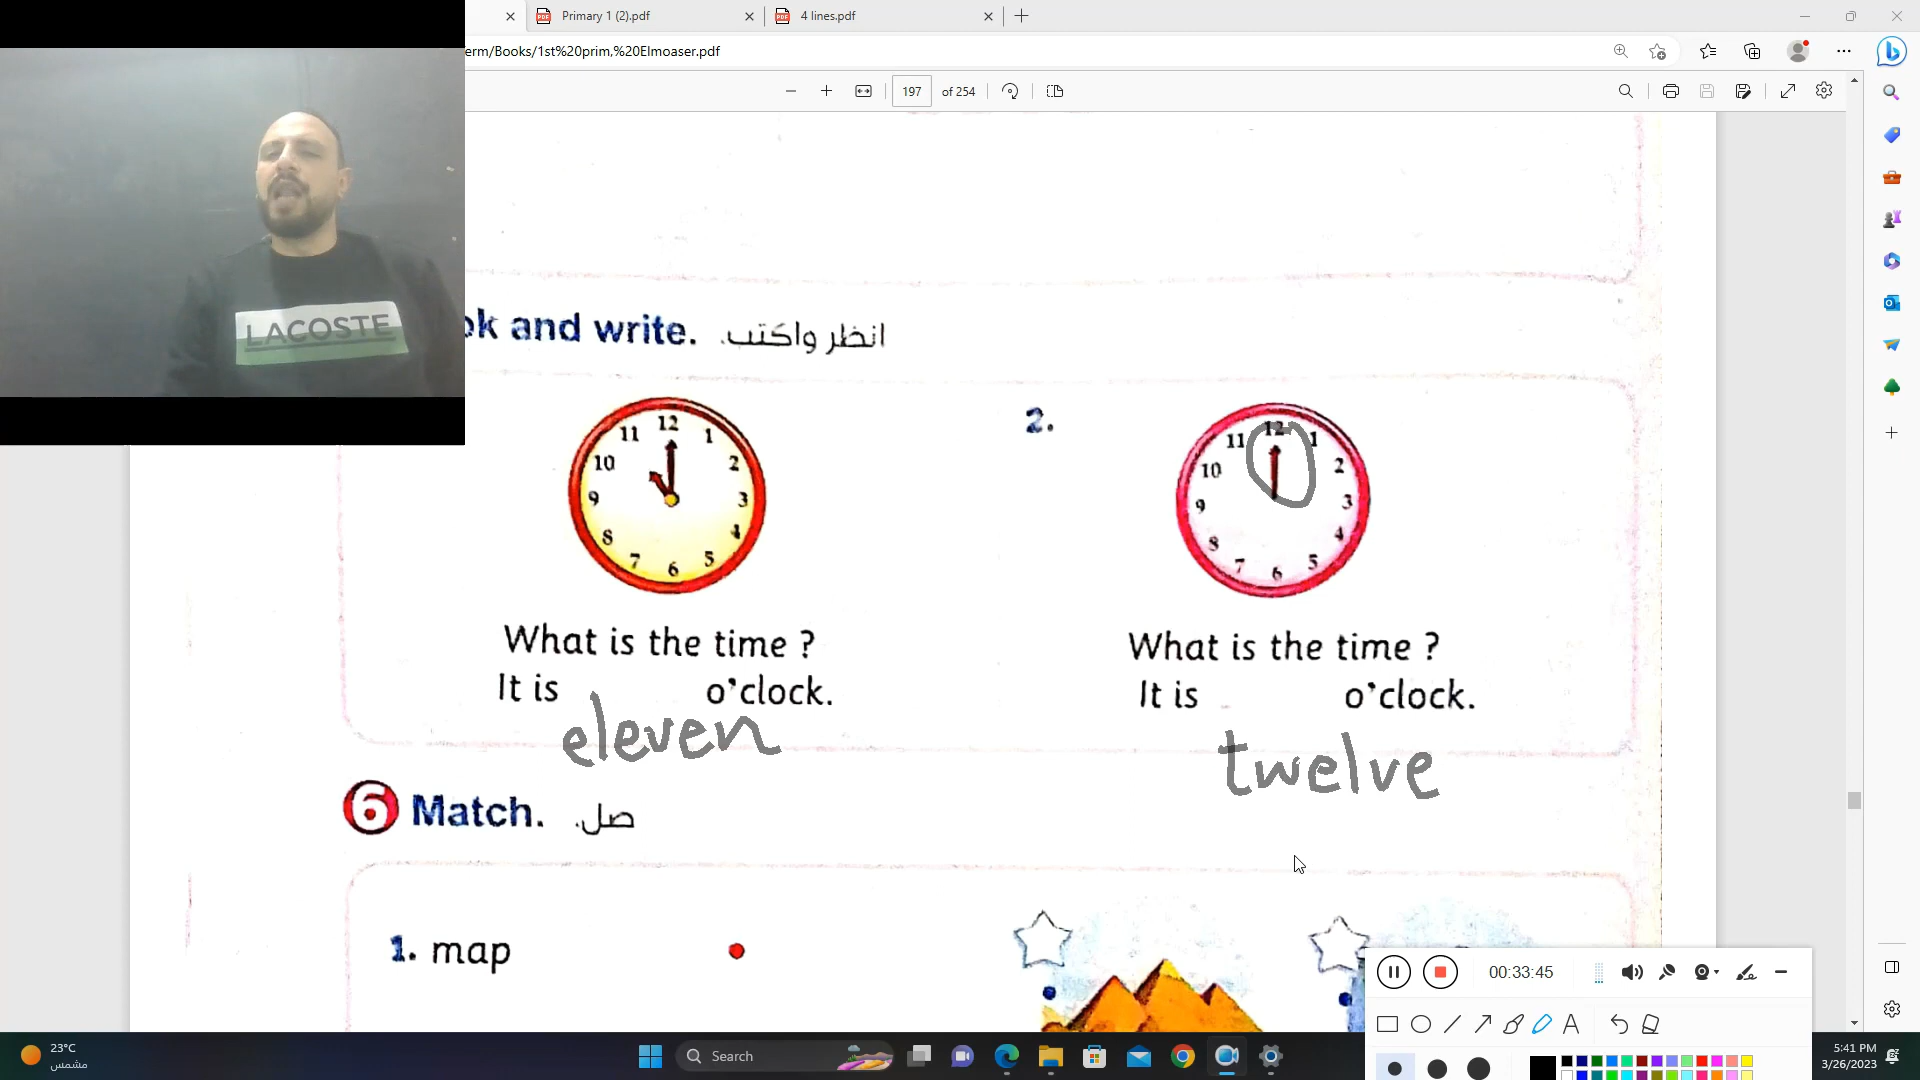 Primary 1 (2).pdf
4 lines.pdf
erm/Books/1st%20prim,%20Elmoaser.pdf
197 of 254
LACOSTE
ok and write. انظر واكتب.
12
11 1
10 2
9 3
8 4
7 6 5
2.
12
11 1
10 2
9 3
8 4
7 6 5
What is the time ?
It is o'clock.
eleven
What is the time ?
It is o'clock.
twelve
6 Match. صل.
1. map
00:33:45
A
23°C
مشمس
Search
5:41 PM
3/26/2023